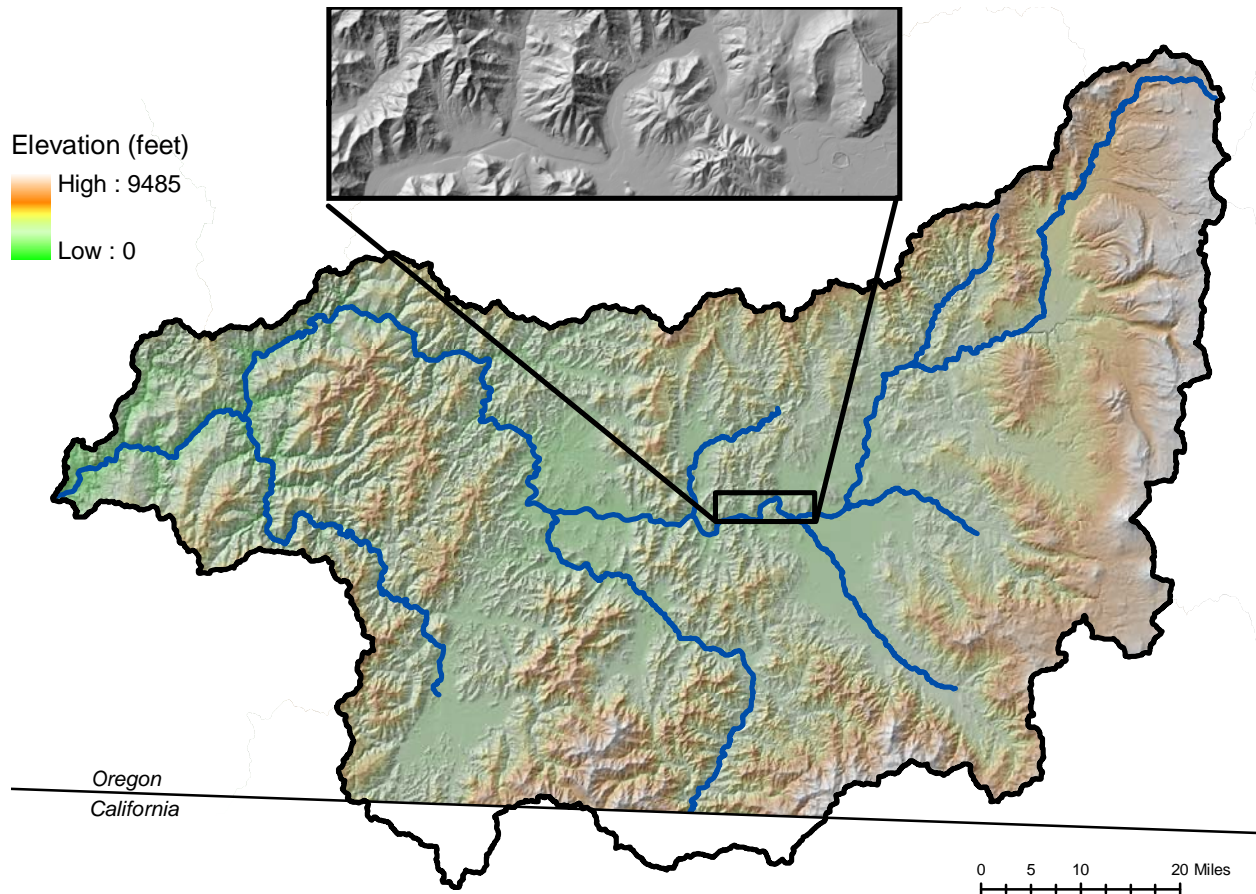 Elevation (feet)
High : 9485
Low : 0
Oregon
California
0 5 10 20 Miles